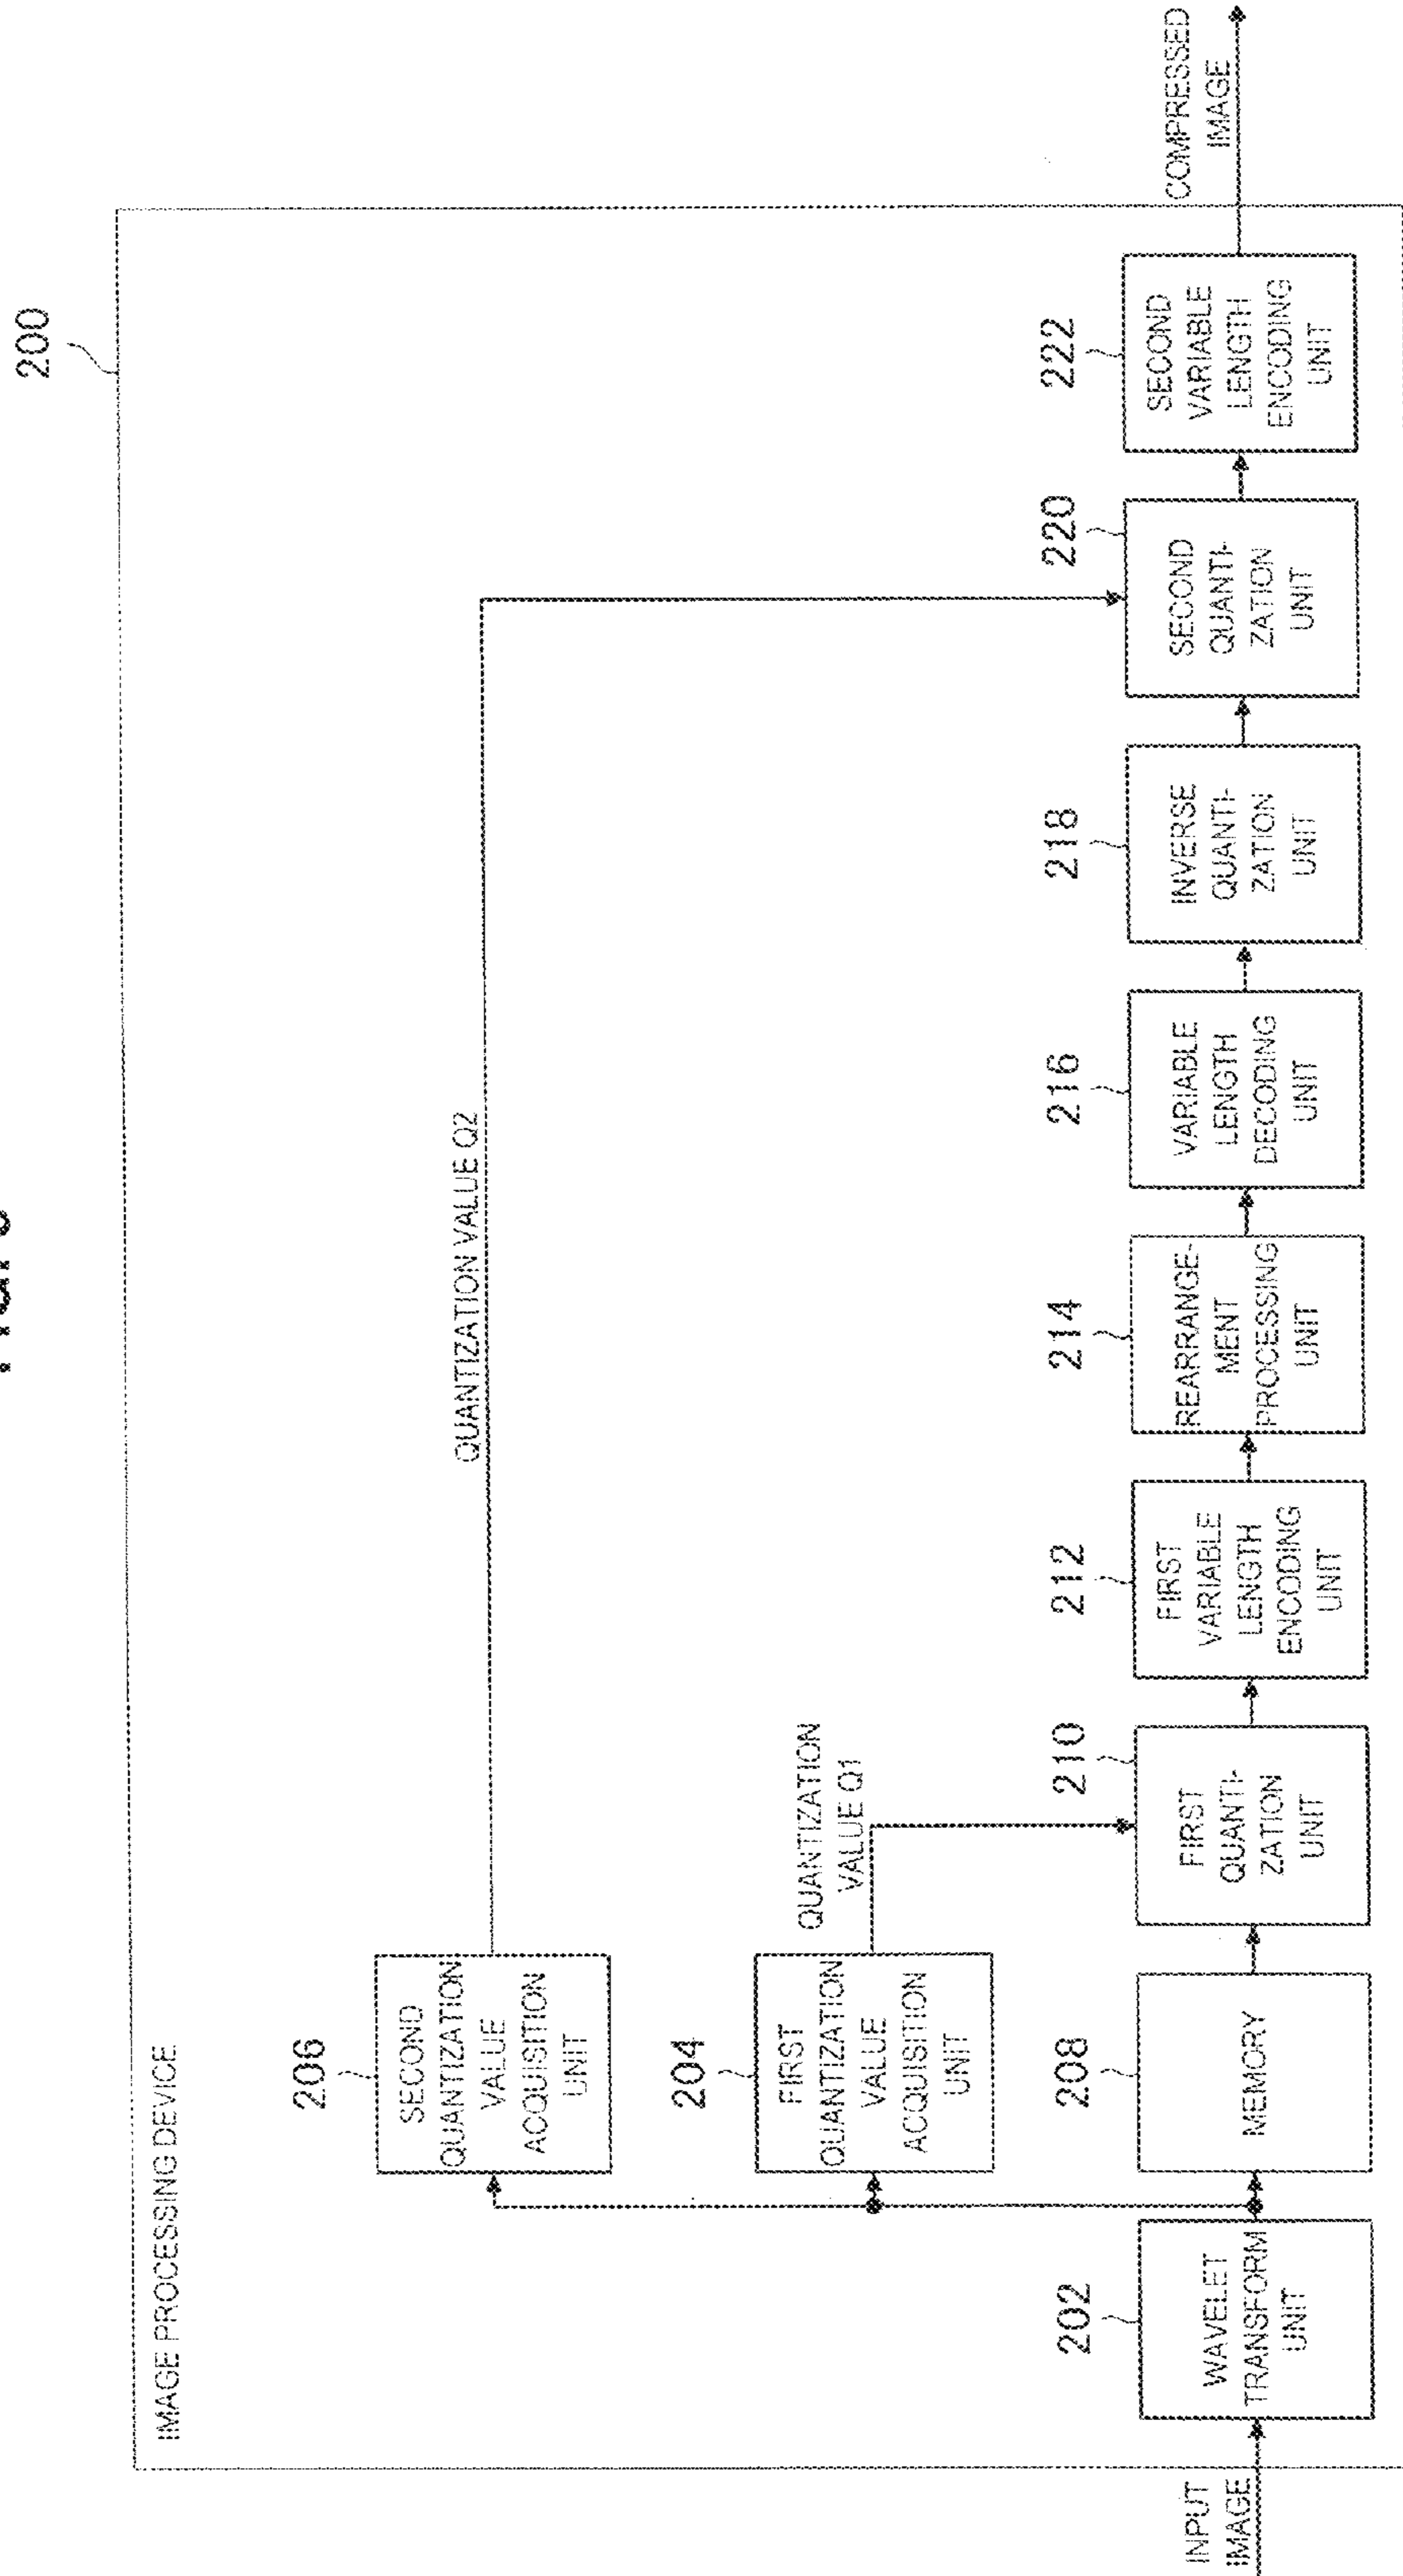 200
IMAGE PROCESSING DEVICE
QUANTIZATION VALUE Q2
206
SECOND
QUANTIZATION
VALUE
ACQUISITION
UNIT
204
FIRST
QUANTIZATION
VALUE
ACQUISITION
UNIT
QUANTIZATION
VALUE Q1
INPUT
IMAGE
202
WAVELET
TRANSFORM
UNIT
208
MEMORY
210
FIRST
QUANTI-
ZATION
UNIT
212
FIRST
VARIABLE
LENGTH
ENCODING
UNIT
214
REARRANGE-
MENT
PROCESSING
UNIT
216
VARIABLE
LENGTH
DECODING
UNIT
218
INVERSE
QUANTI-
ZATION
UNIT
220
SECOND
QUANTI-
ZATION
UNIT
222
SECOND
VARIABLE
LENGTH
ENCODING
UNIT
COMPRESSED
IMAGE